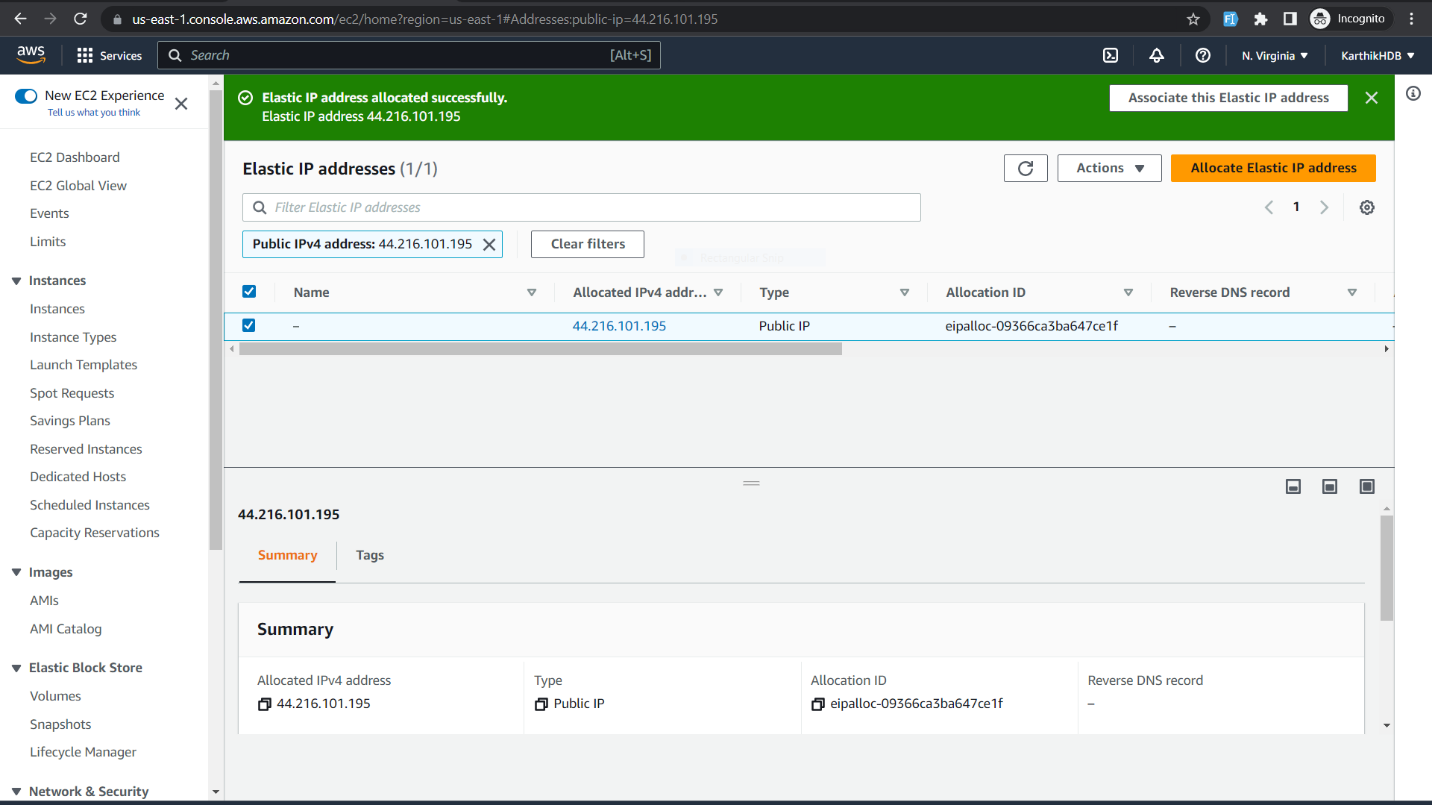 us-east-1.console.aws.amazon.com/ec2/home?region=us-east-1#Addresses:public-ip=44.216.101.195
Incognito
aws
Services
Search
[Alt+S]
N. Virginia
KarthikHDB
New EC2 Experience
Tell us what you think
EC2 Dashboard
EC2 Global View
Events
Limits
Instances
Instances
Instance Types
Launch Templates
Spot Requests
Savings Plans
Reserved Instances
Dedicated Hosts
Scheduled Instances
Capacity Reservations
Images
AMIs
AMI Catalog
Elastic Block Store
Volumes
Snapshots
Lifecycle Manager
Network & Security
Elastic IP address allocated successfully.
Elastic IP address 44.216.101.195
Associate this Elastic IP address
Elastic IP addresses (1/1)
Actions
Allocate Elastic IP address
Filter Elastic IP addresses
1
Public IPv4 address: 44.216.101.195
Clear filters
Rectangular Snip
Name
Allocated IPv4 addr...
Type
Allocation ID
Reverse DNS record
–
44.216.101.195
Public IP
eipalloc-09366ca3ba647ce1f
–
44.216.101.195
Summary
Tags
Summary
Allocated IPv4 address
44.216.101.195
Type
Public IP
Allocation ID
eipalloc-09366ca3ba647ce1f
Reverse DNS record
–